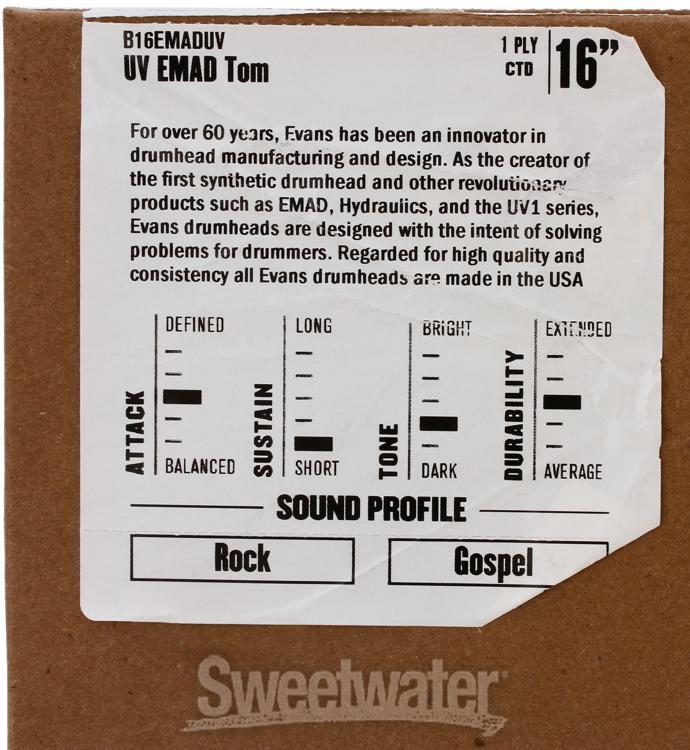 B16EMADUV
UV EMAD Tom
1 PLY
CTD
16”
For over 60 years, Evans has been an innovator in
drumhead manufacturing and design. As the creator of
the first synthetic drumhead and other revolutionary
products such as EMAD, Hydraulics, and the UV1 series,
Evans drumheads are designed with the intent of solving
problems for drummers. Regarded for high quality and
consistency all Evans drumheads are made in the USA
ATTACK
DEFINED
BALANCED
SUSTAIN
LONG
SHORT
TONE
BRIGHT
DARK
DURABILITY
EXTENDED
AVERAGE
SOUND PROFILE
Rock
Gospel
Sweetwater